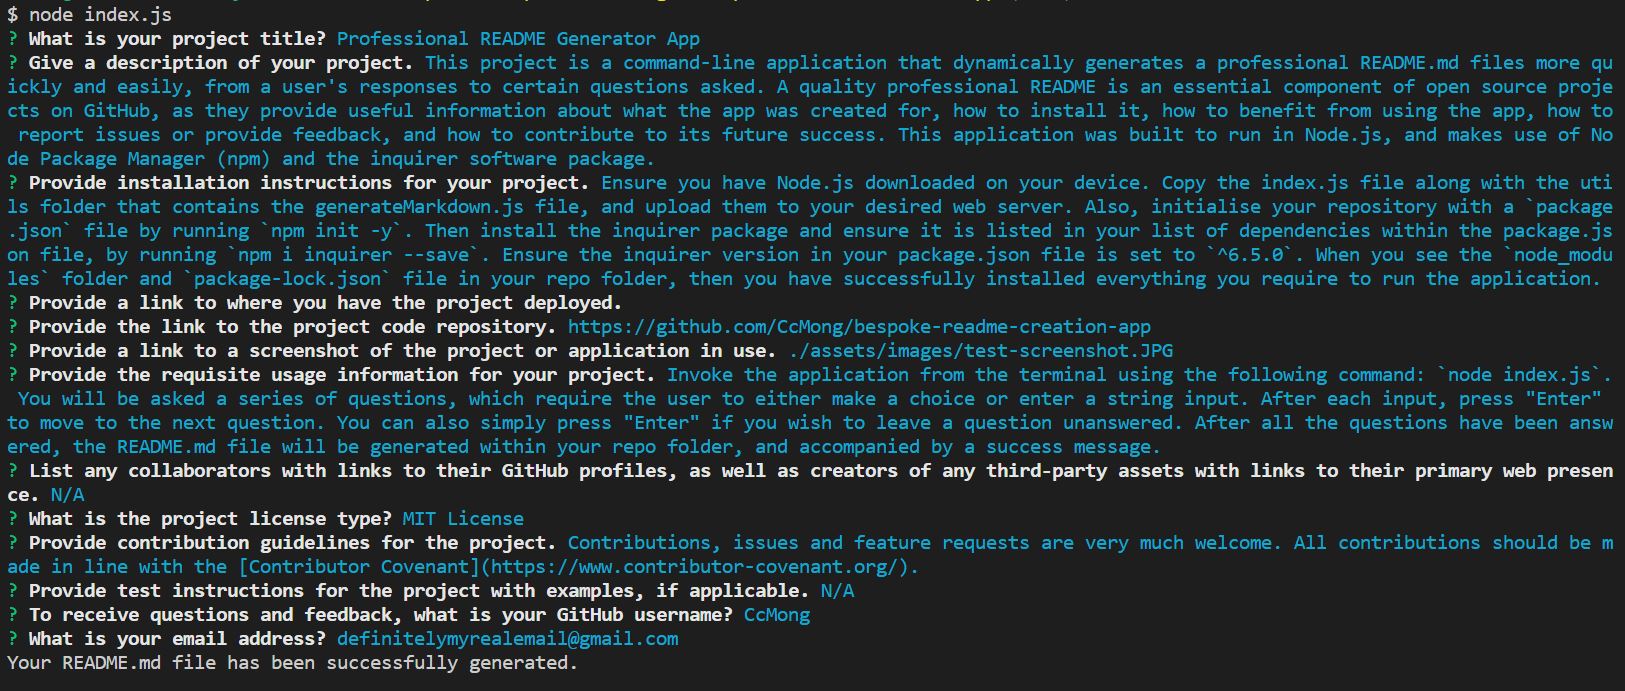 $ node index.js
? What is your project title? Professional README Generator App
? Give a description of your project. This project is a command-line application that dynamically generates a professional README.md files more qu
ickly and easily, from a user's responses to certain questions asked. A quality professional README is an essential component of open source proje
cts on GitHub, as they provide useful information about what the app was created for, how to install it, how to benefit from using the app, how to
 report issues or provide feedback, and how to contribute to its future success. This application was built to run in Node.js, and makes use of No
de Package Manager (npm) and the inquirer software package.
? Provide installation instructions for your project. Ensure you have Node.js downloaded on your device. Copy the index.js file along with the uti
ls folder that contains the generateMarkdown.js file, and upload them to your desired web server. Also, initialise your repository with a `package
.json` file by running `npm init -y`. Then install the inquirer package and ensure it is listed in your list of dependencies within the package.js
on file, by running `npm i inquirer --save`. Ensure the inquirer version in your package.json file is set to `^6.5.0`. When you see the `node_modu
les` folder and `package-lock.json` file in your repo folder, then you have successfully installed everything you require to run the application.
? Provide a link to where you have the project deployed.
? Provide the link to the project code repository. https://github.com/CcMong/bespoke-readme-creation-app
? Provide a link to a screenshot of the project or application in use. ./assets/images/test-screenshot.JPG
? Provide the requisite usage information for your project. Invoke the application from the terminal using the following command: `node index.js`.
 You will be asked a series of questions, which require the user to either make a choice or enter a string input. After each input, press "Enter"
to move to the next question. You can also simply press "Enter" if you wish to leave a question unanswered. After all the questions have been answ
ered, the README.md file will be generated within your repo folder, and accompanied by a success message.
? List any collaborators with links to their GitHub profiles, as well as creators of any third-party assets with links to their primary web presen
ce. N/A
? What is the project license type? MIT License
? Provide contribution guidelines for the project. Contributions, issues and feature requests are very much welcome. All contributions should be m
ade in line with the [Contributor Covenant](https://www.contributor-covenant.org/).
? Provide test instructions for the project with examples, if applicable. N/A
? To receive questions and feedback, what is your GitHub username? CcMong
? What is your email address? definitelymyrealemail@gmail.com
Your README.md file has been successfully generated.